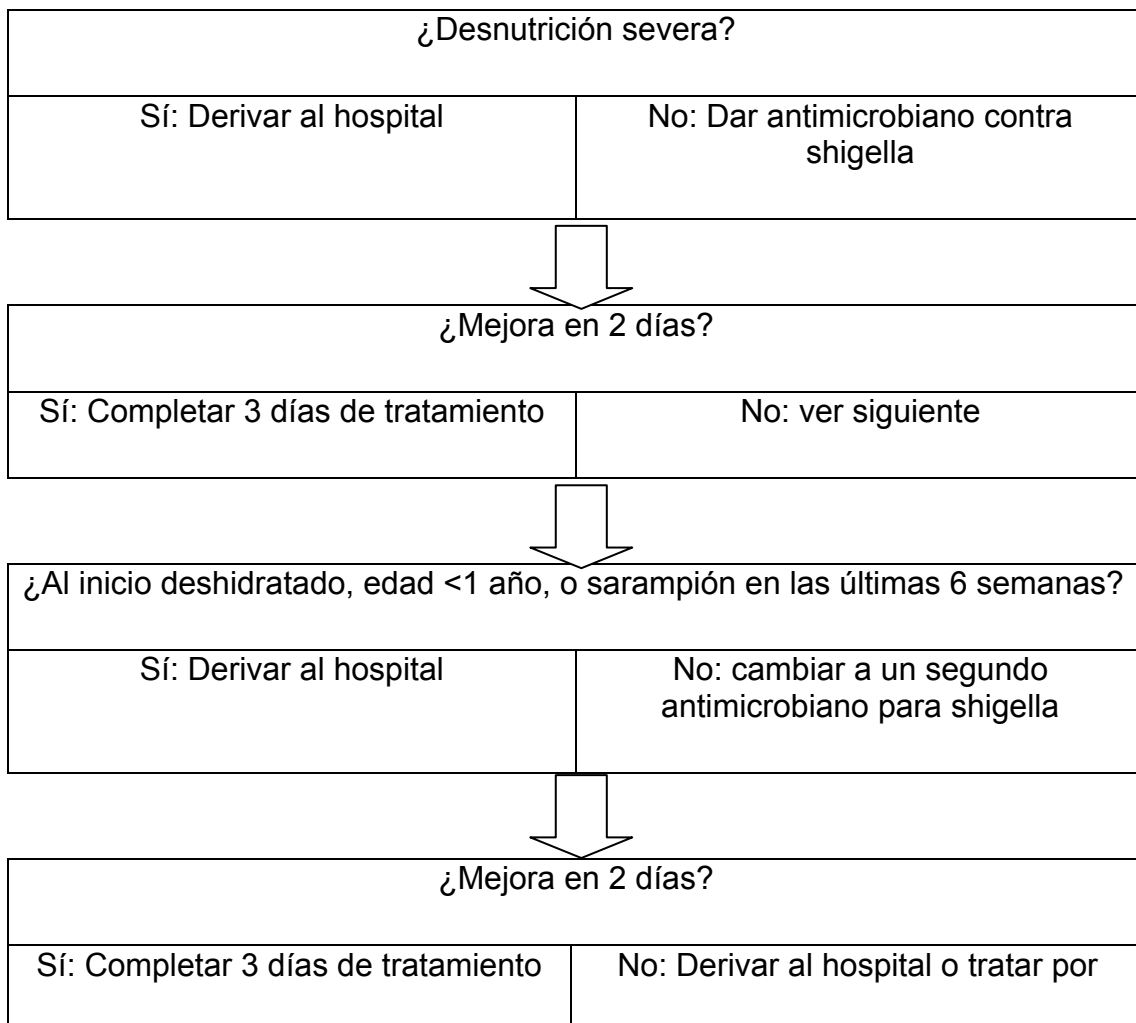 ¿Desnutrición severa?
Sí: Derivar al hospital
No: Dar antimicrobiano contra
shigella
¿Mejora en 2 días?
Sí: Completar 3 días de tratamiento
No: ver siguiente
¿Al inicio deshidratado, edad <1 año, o sarampión en las últimas 6 semanas?
Sí: Derivar al hospital
No: cambiar a un segundo
antimicrobiano para shigella
¿Mejora en 2 días?
Sí: Completar 3 días de tratamiento
No: Derivar al hospital o tratar por